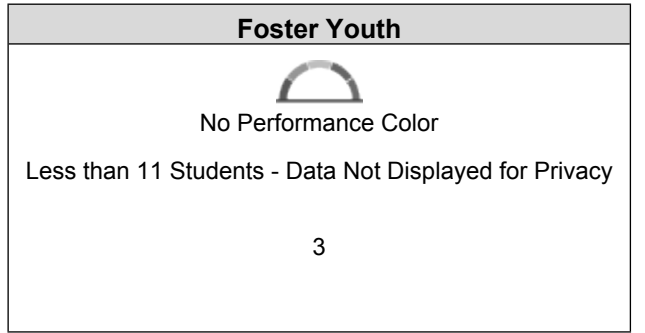 Foster Youth
No Performance Color
Less than 11 Students - Data Not Displayed for Privacy
3